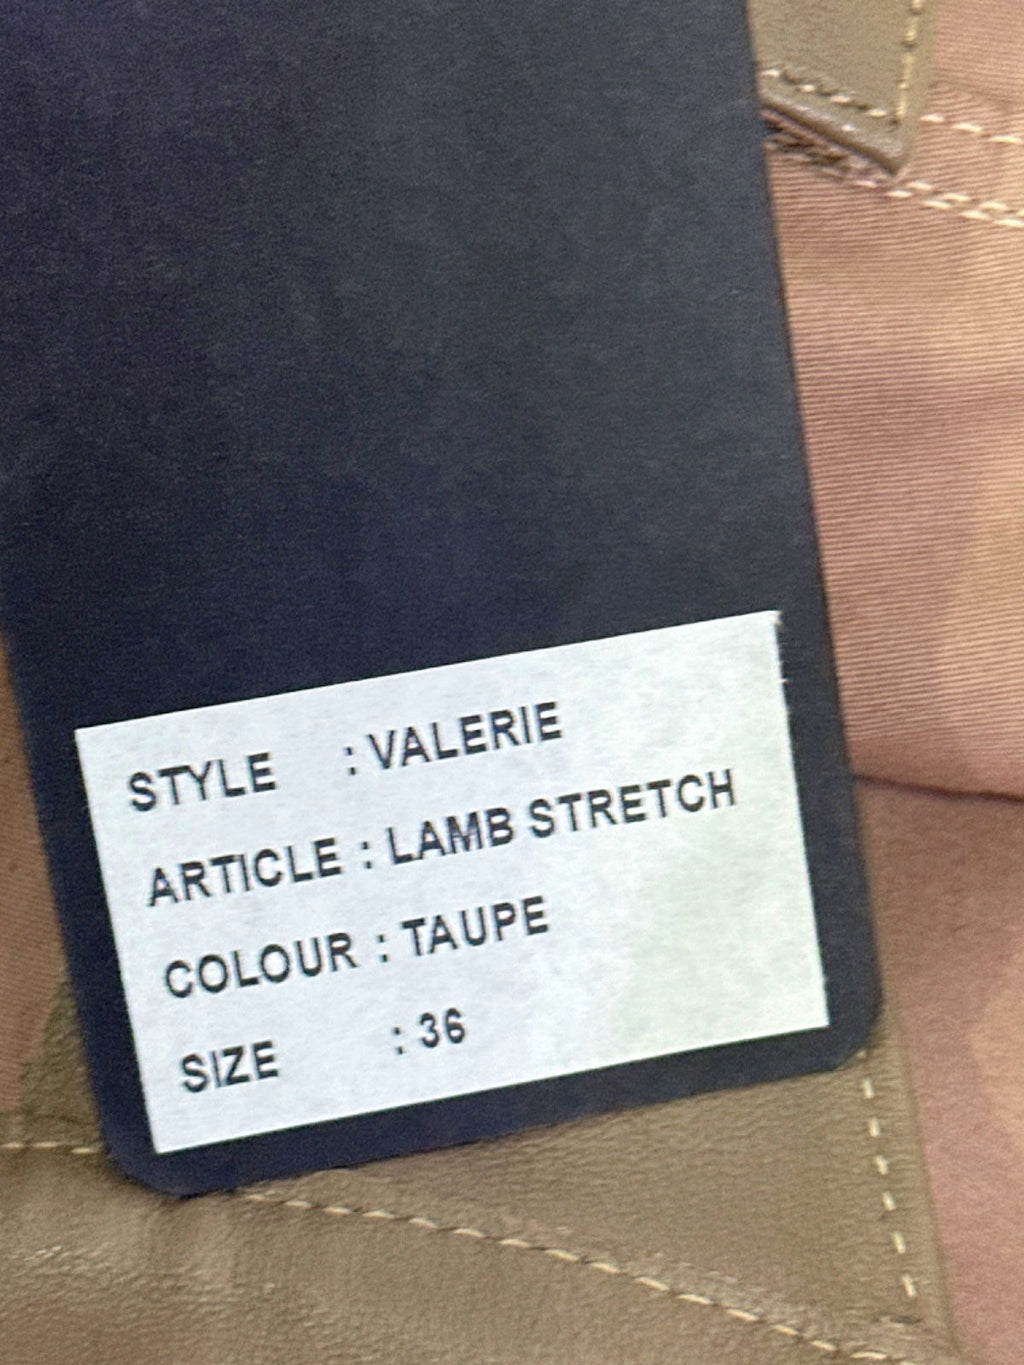 STYLE : VALERIE
ARTICLE : LAMB STRETCH
COLOUR : TAUPE
SIZE : 36